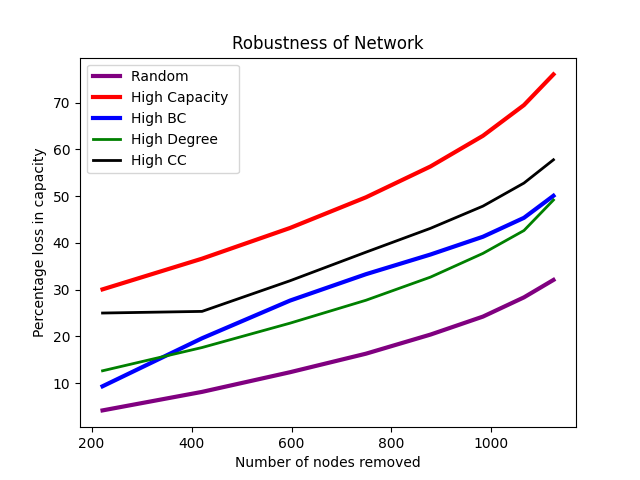 Robustness of Network
Random
High Capacity
High BC
High Degree
High CC
Percentage loss in capacity
70
60
50
40
30
20
10
200 400 600 800 1000
Number of nodes removed